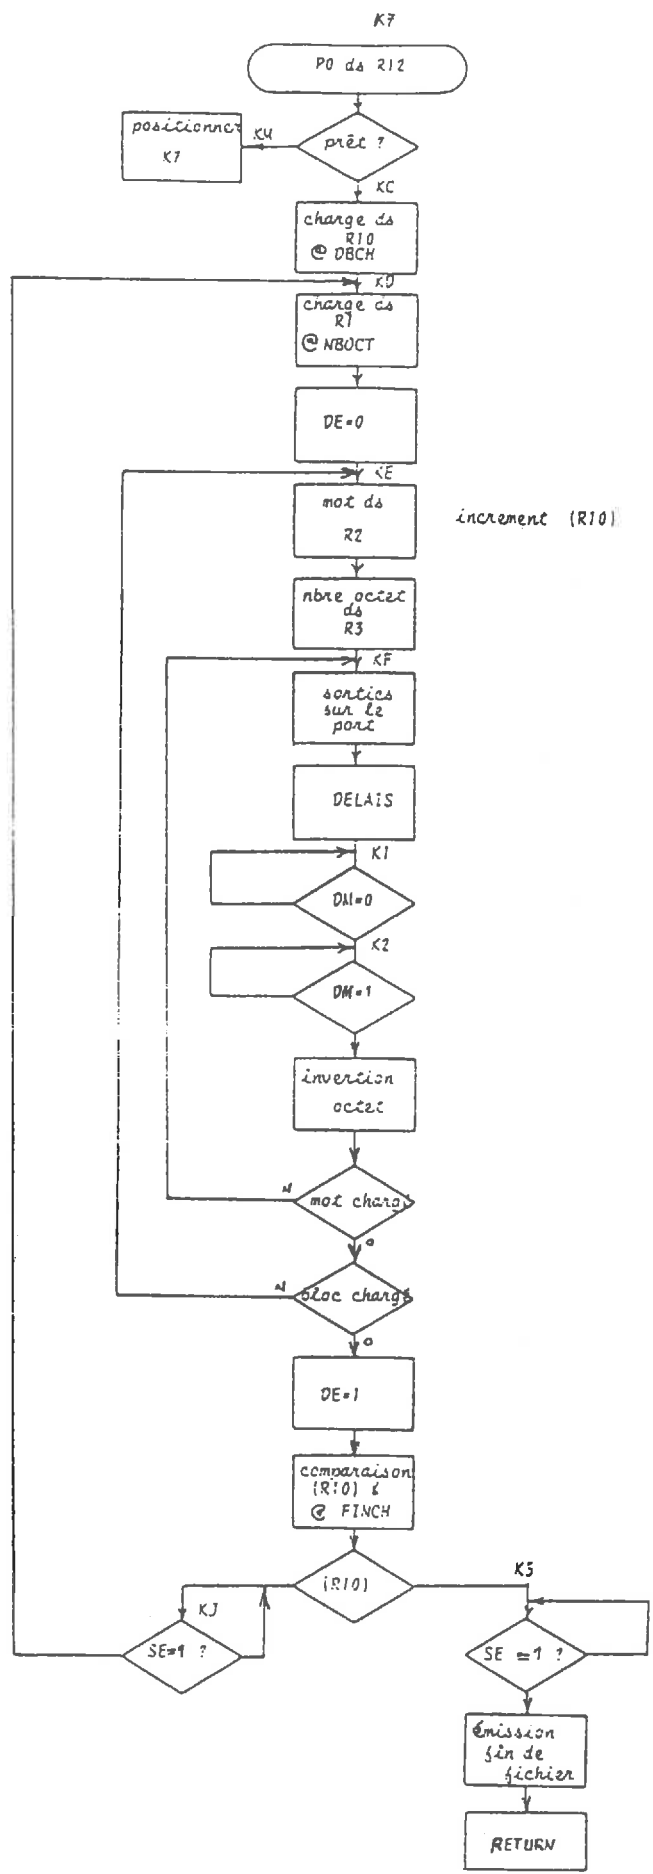 K7
P0 ds R12
positionner
K7
KU
prêt ?
KC
charge ds
R10
@ DBCH
KD
charge ds
R1
@ NBOCT
DE=0
KE
mot ds
R2
increment (R10)
nbre octet
ds
R3
KF
sorties
sur le
port
DELAIS
K1
DM=0
K2
DM=1
invertion
octet
N
mot chargé
O
N
bloc chargé
O
DE=1
comparaison
(R10) &
@ FINCH
(R10)
KJ
SE=1 ?
KS
SE =1 ?
émission
fin de
fichier
RETURN